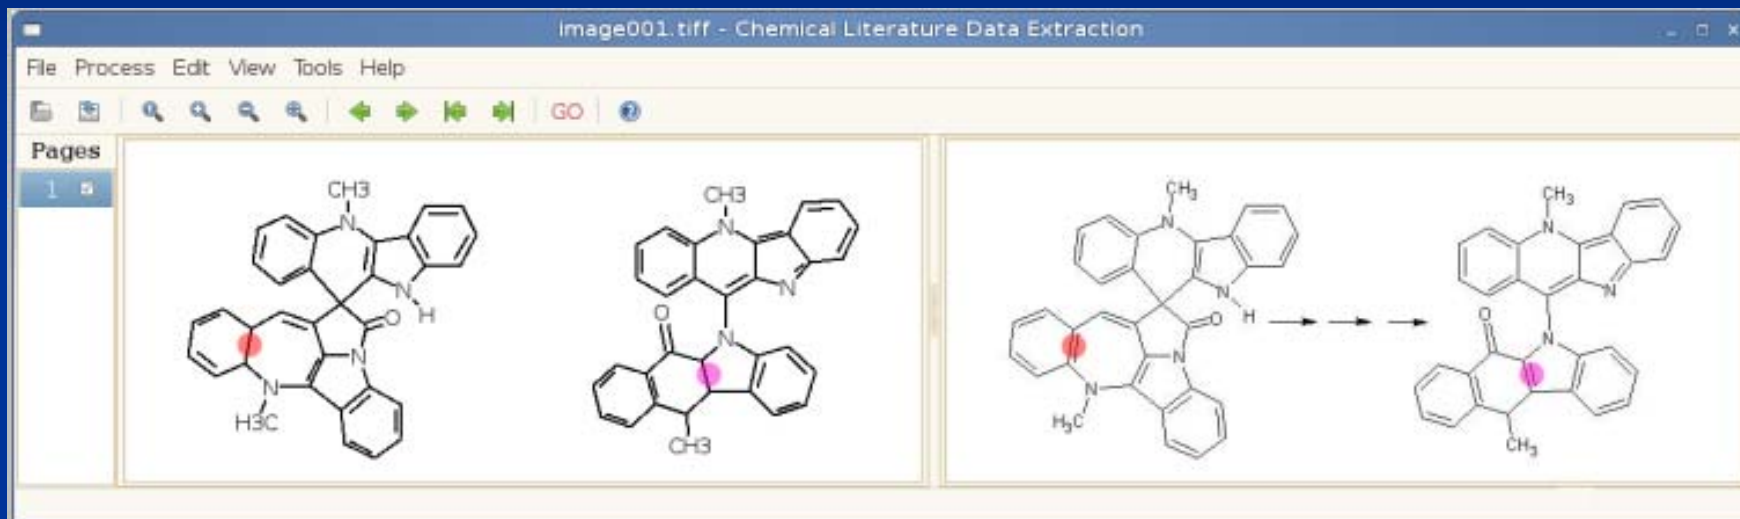 image001.tiff - Chemical Literature Data Extraction
File Process Edit View Tools Help
GO
Pages
1
CH3
N
N
H
O
N
N
H3C
CH3
N
N
O
N
CH3
CH3
N
N
H
O
N
N
H3C
CH3
N
N
O
N
CH3